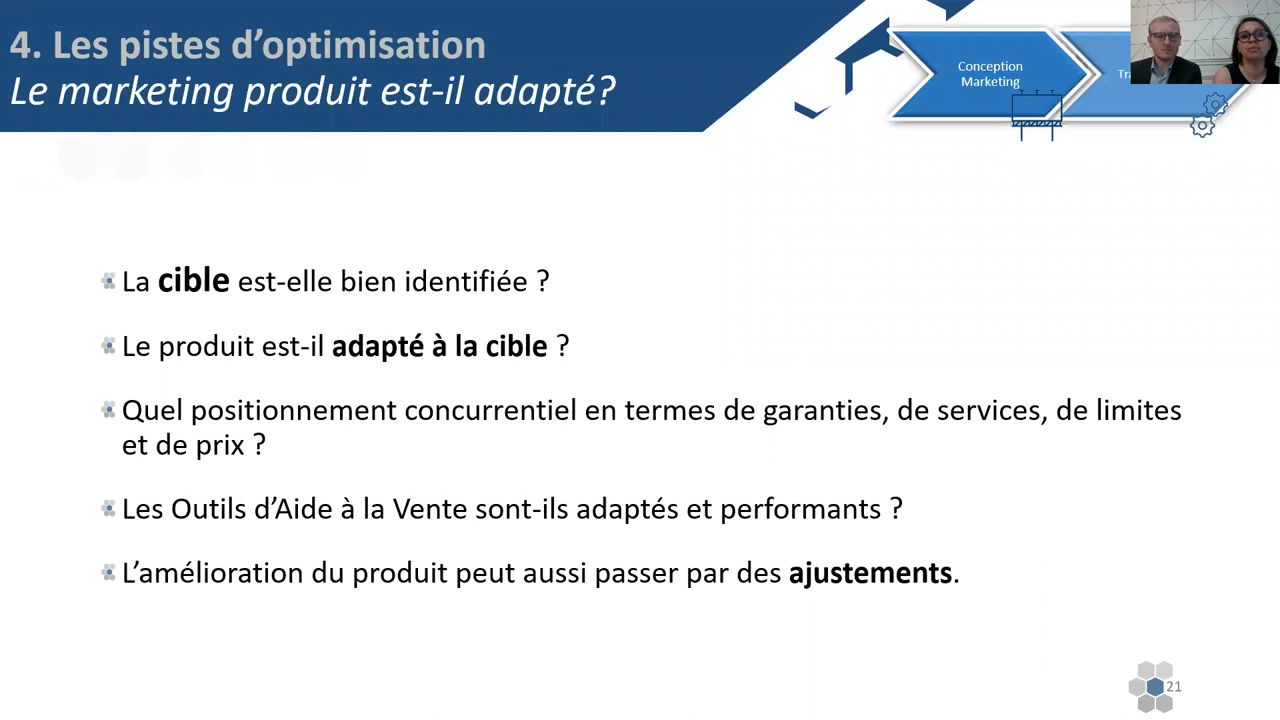 4. Les pistes d’optimisation
Le marketing produit est-il adapté?
Conception
Marketing
La cible est-elle bien identifiée ?
Le produit est-il adapté à la cible ?
Quel positionnement concurrentiel en termes de garanties, de services, de limites
et de prix ?
Les Outils d’Aide à la Vente sont-ils adaptés et performants ?
L’amélioration du produit peut aussi passer par des ajustements.
21